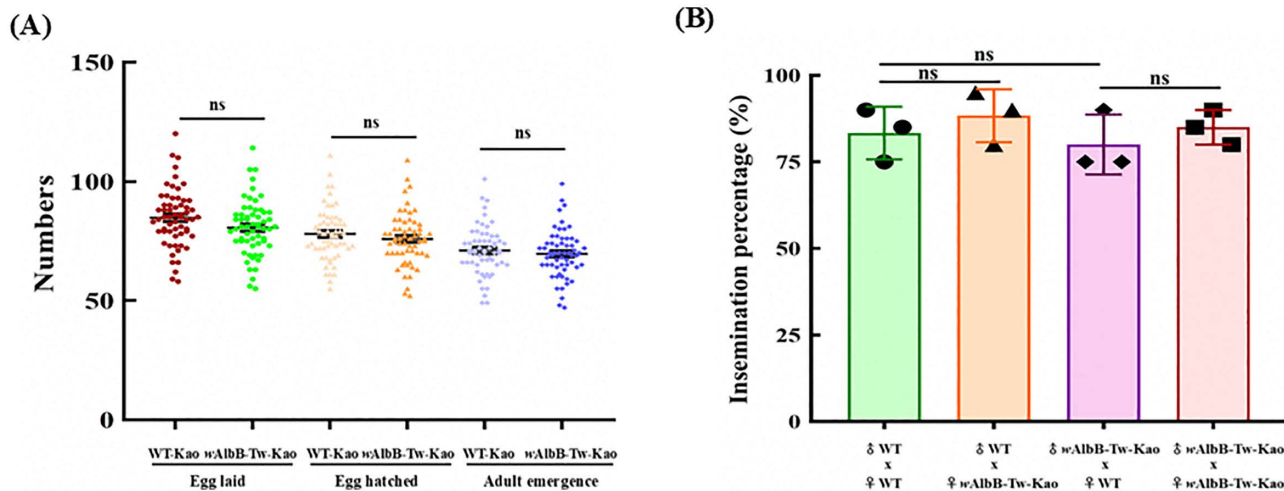 (A)
150
100
50
0
Numbers
ns
ns
ns
WT-Kao wAlbB-Tw-Kao WT-Kao wAlbB-Tw-Kao WT-Kao wAlbB-Tw-Kao
Egg laid Egg hatched Adult emergence
(B)
100
75
50
25
0
Insemination percentage (%)
ns
ns
ns
♂ WT ♂ WT ♂ wAlbB-Tw-Kao ♂ wAlbB-Tw-Kao
x x x x
♀ WT ♀ wAlbB-Tw-Kao ♀ WT ♀ wAlbB-Tw-Kao